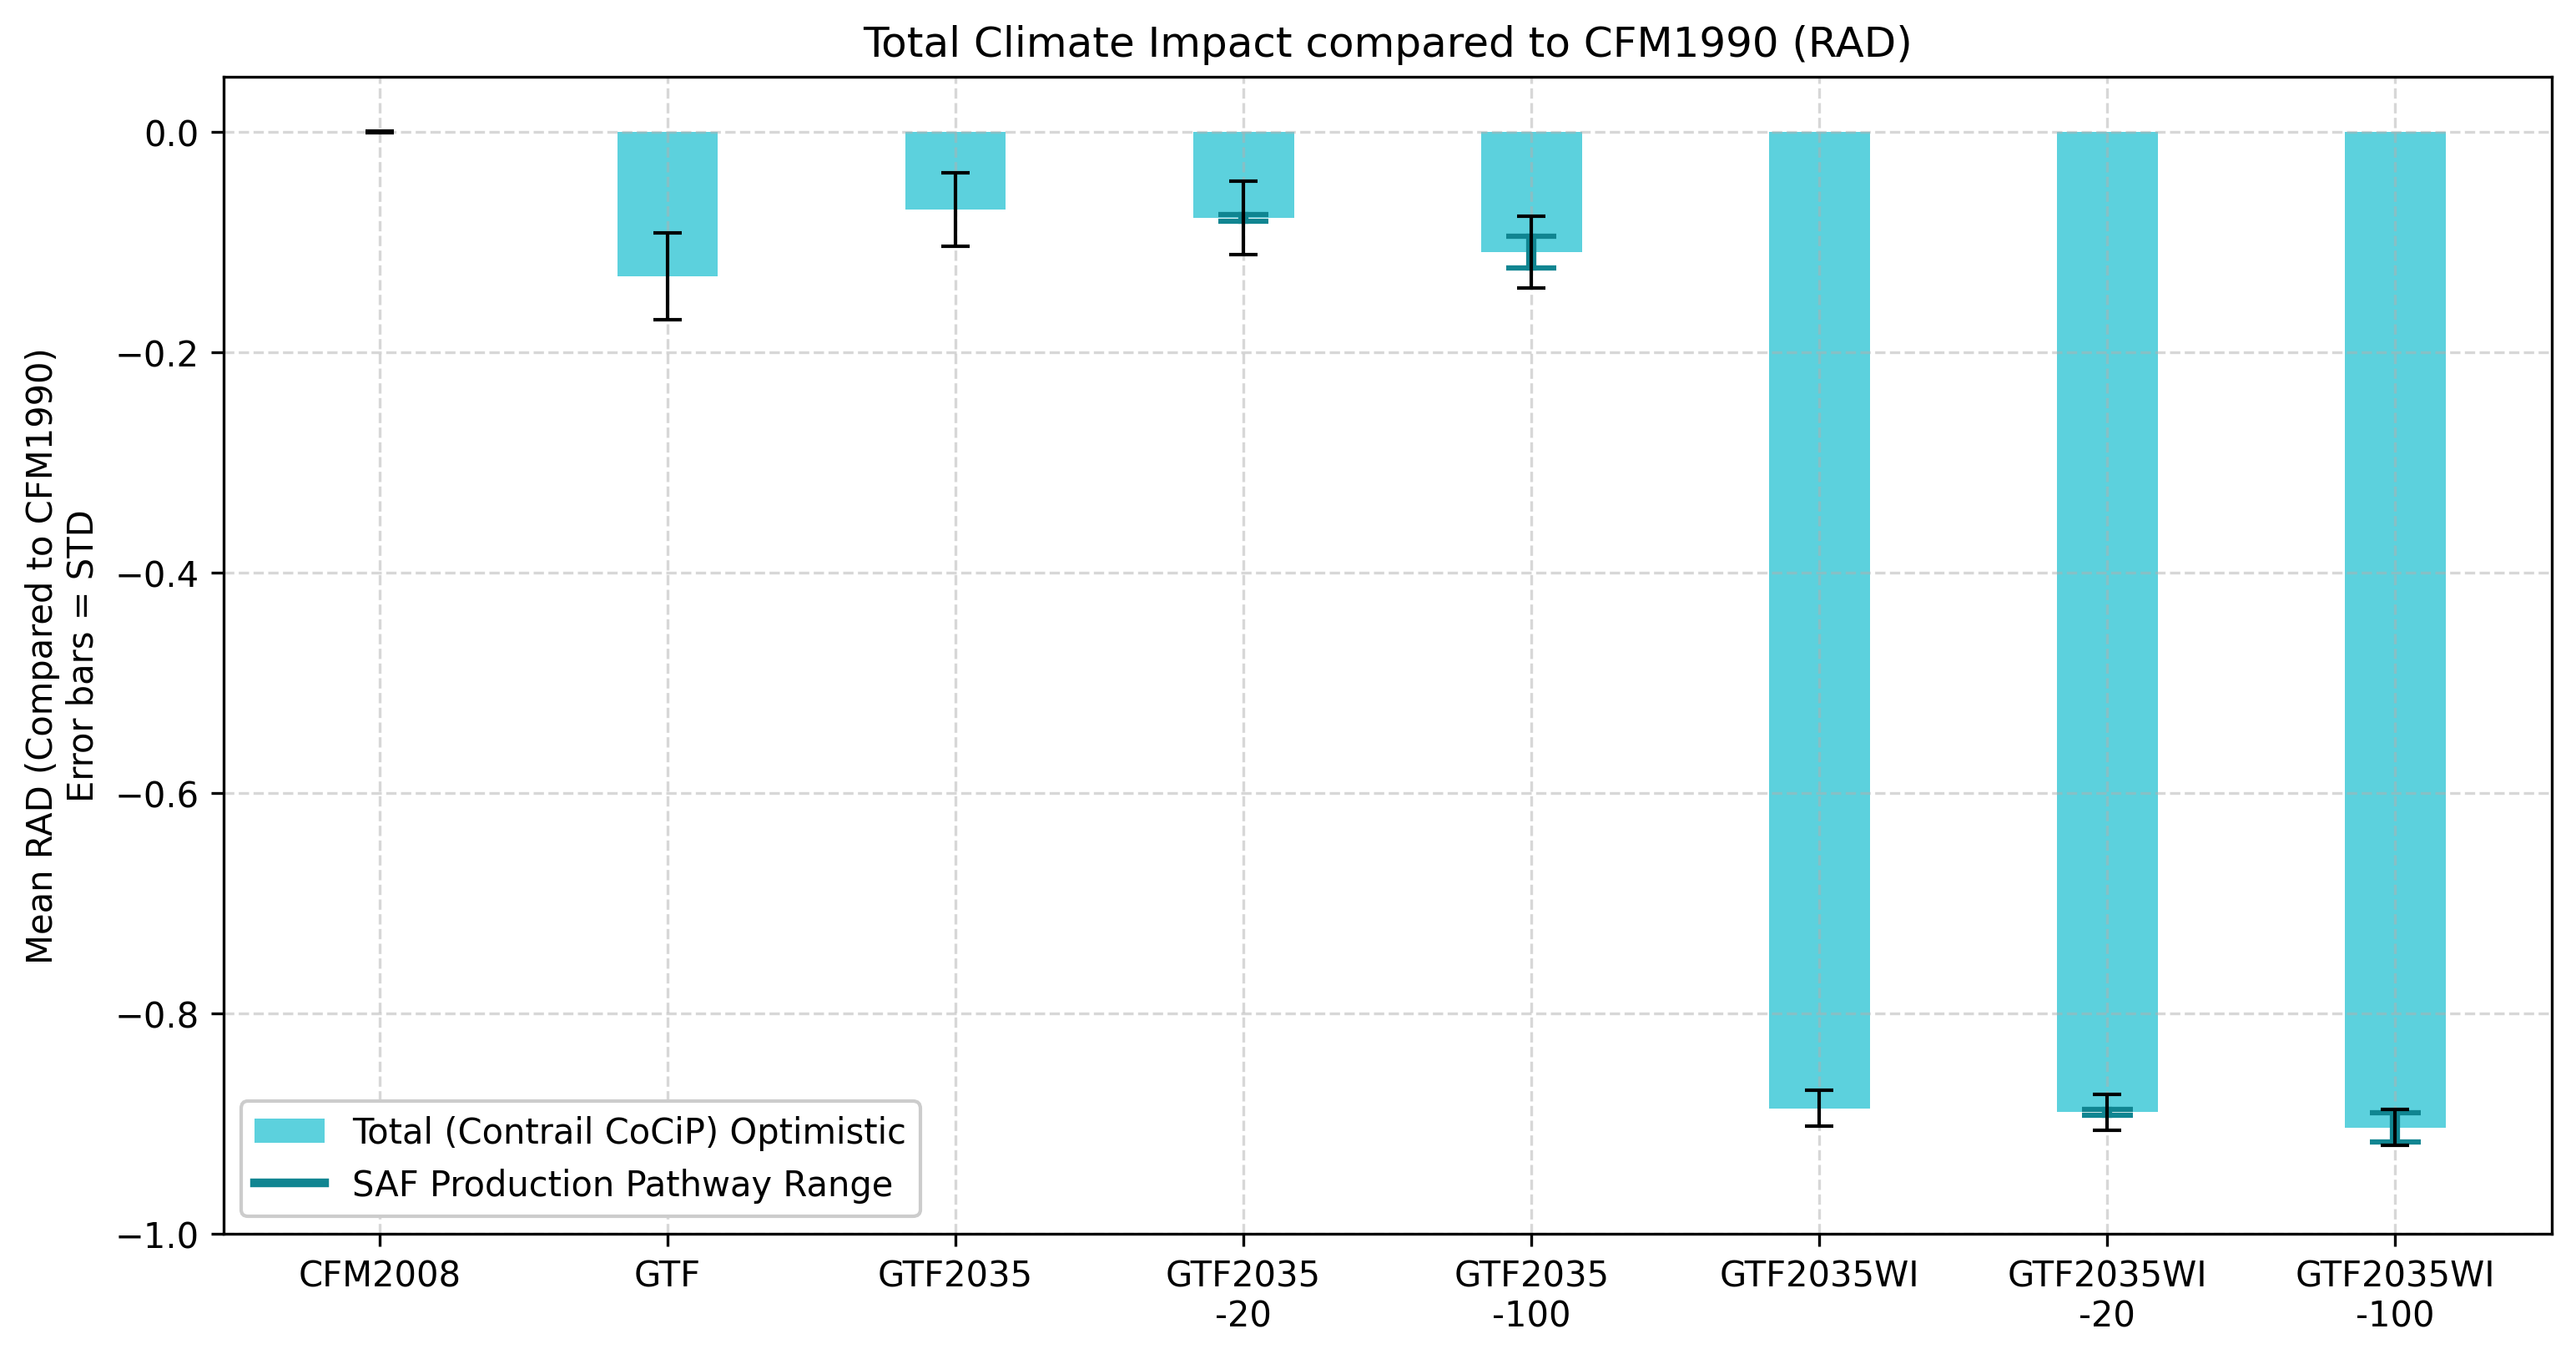 Total Climate Impact compared to CFM1990 (RAD)
Mean RAD (Compared to CFM1990)
Error bars = STD
0.0
−0.2
−0.4
−0.6
−0.8
−1.0
Total (Contrail CoCiP) Optimistic
SAF Production Pathway Range
CFM2008
GTF
GTF2035
GTF2035
-20
GTF2035
-100
GTF2035WI
GTF2035WI
-20
GTF2035WI
-100